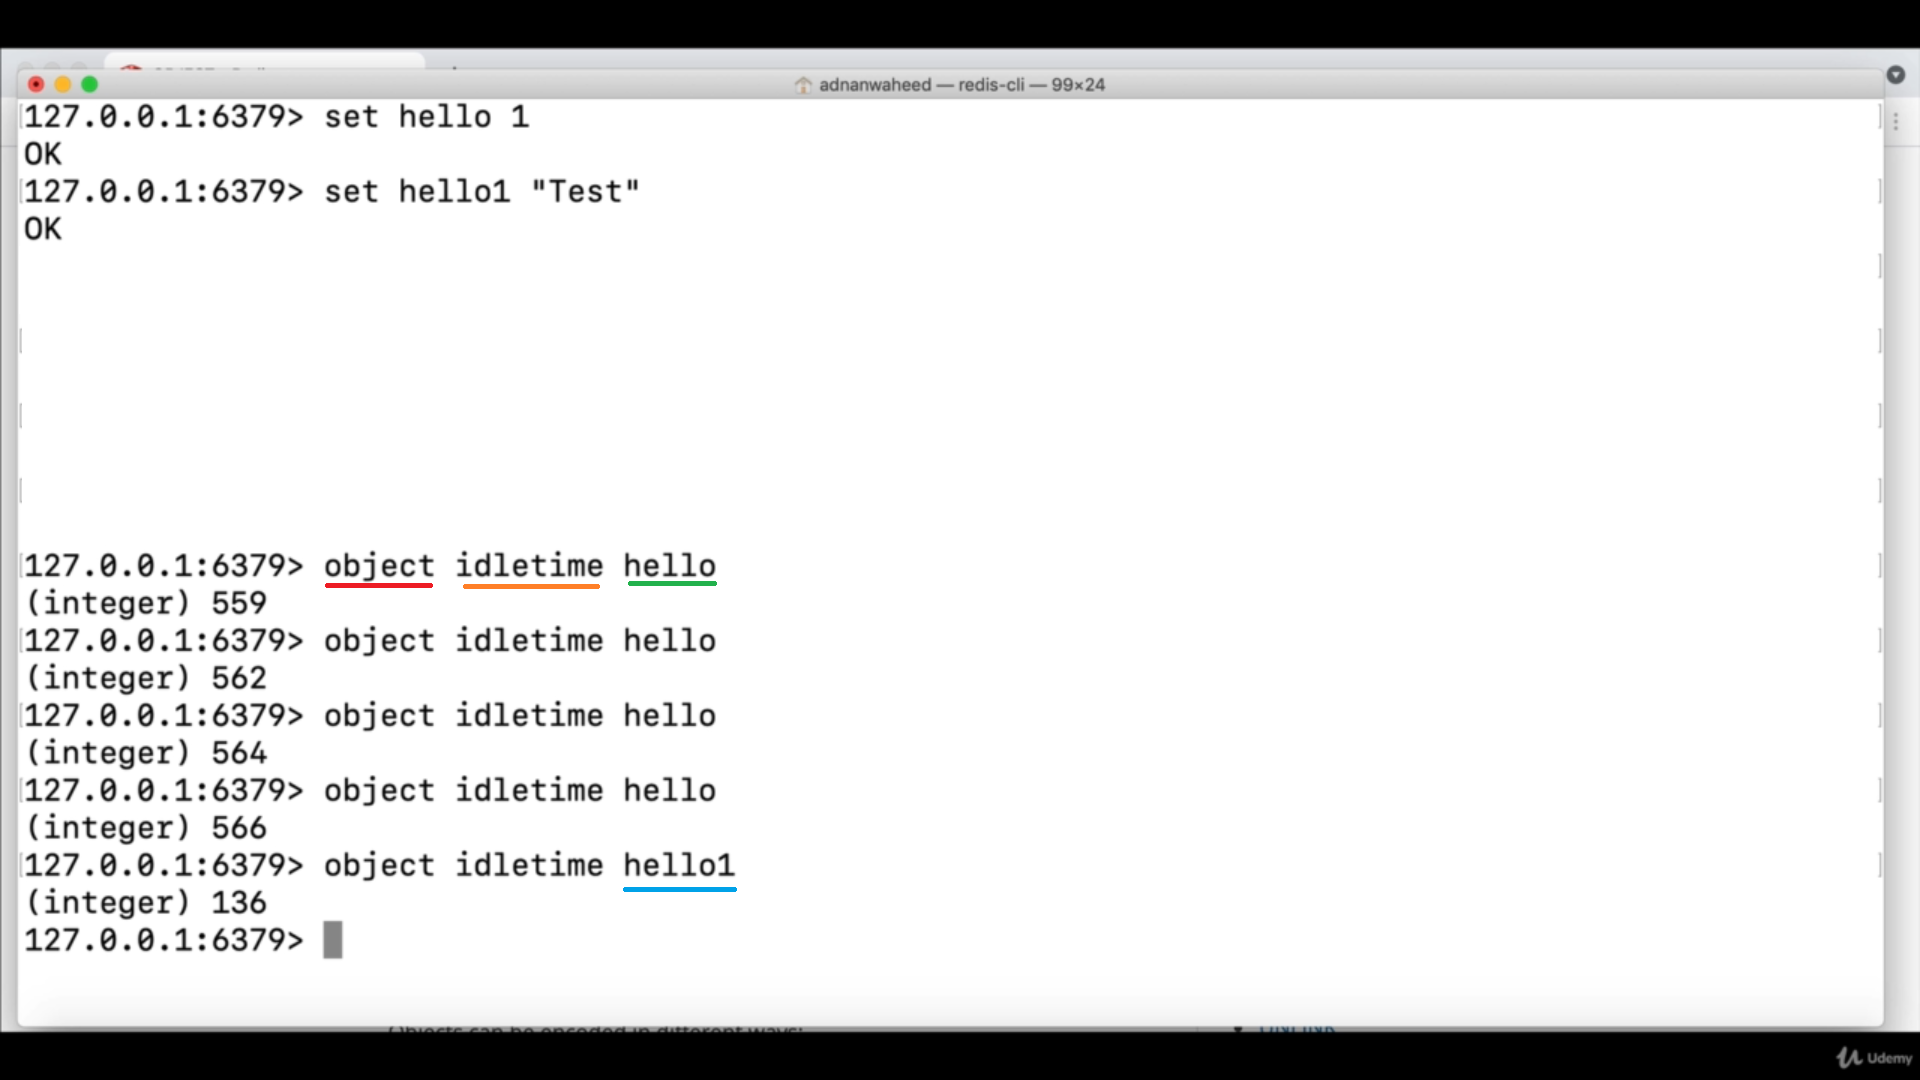 adnanwaheed — redis-cli — 99×24
127.0.0.1:6379> set hello 1
OK
127.0.0.1:6379> set hello1 "Test"
OK
127.0.0.1:6379> object idletime hello
(integer) 559
127.0.0.1:6379> object idletime hello
(integer) 562
127.0.0.1:6379> object idletime hello
(integer) 564
127.0.0.1:6379> object idletime hello
(integer) 566
127.0.0.1:6379> object idletime hello1
(integer) 136
127.0.0.1:6379>
Objects can be encoded in different ways:
UNLINK
Udemy